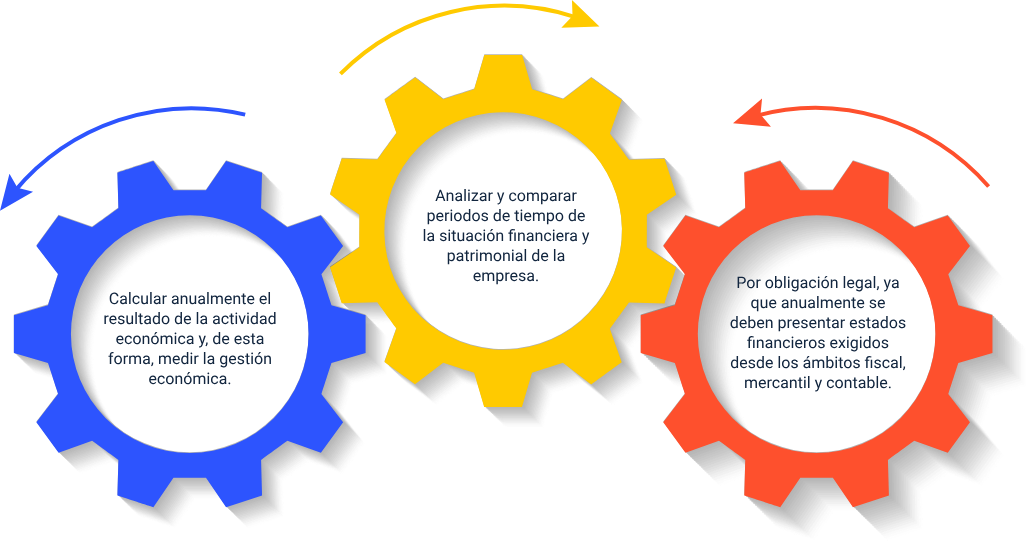 Calcular anualmente el
resultado de la actividad
económica y, de esta
forma, medir la gestión
económica.
Analizar y comparar
periodos de tiempo de
la situación financiera y
patrimonial de la
empresa.
Por obligación legal, ya
que anualmente se
deben presentar estados
financieros exigidos
desde los ámbitos fiscal,
mercantil y contable.